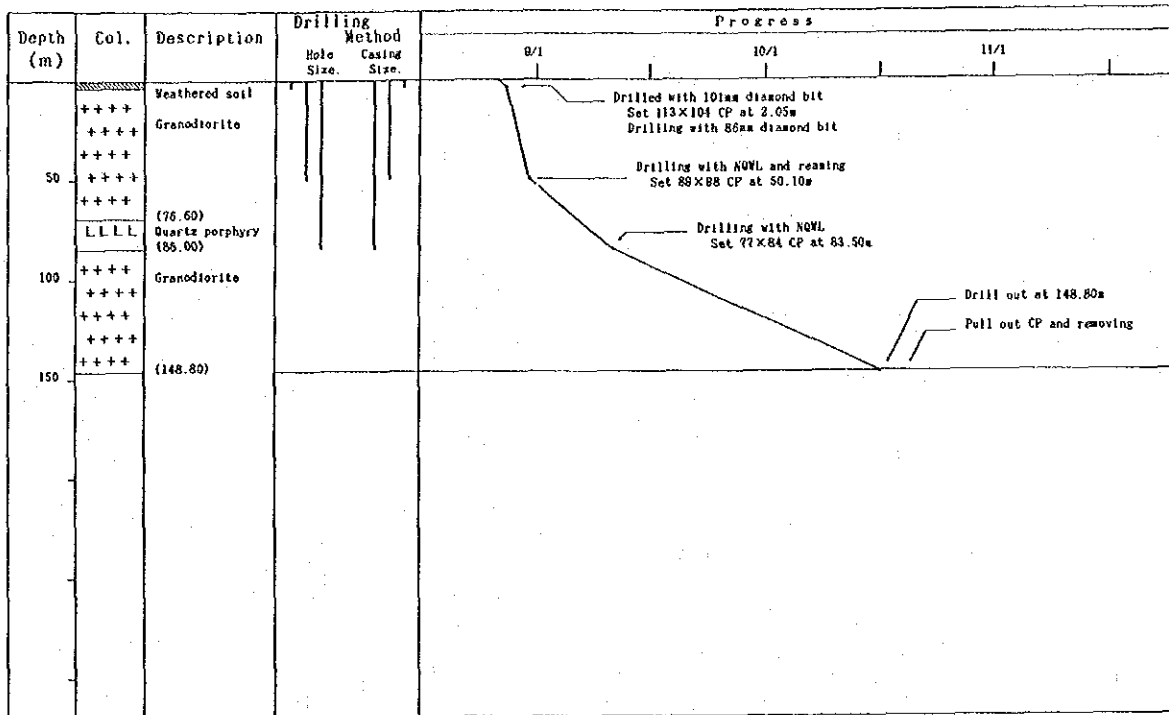 Progress
Drilling
Method
Depth
(m)
Col.
Description
Hole
Size.
Casing
Size.
9/1
10/1
11/1
Weathered soil
Granodiorite
50
(76.60)
Quartz porphyry
(86.00)
100
Granodiorite
(148.80)
150
Drilled with 101mm diamond bit
Set 113×104 CP at 2.05m
Drilling with 86mm diamond bit
Drilling with NQWL and reaming
Set 88×88 CP at 50.10m
Drilling with NQWL
Set 77×84 CP at 83.50m
Drill out at 148.80m
Pull out CP and removing